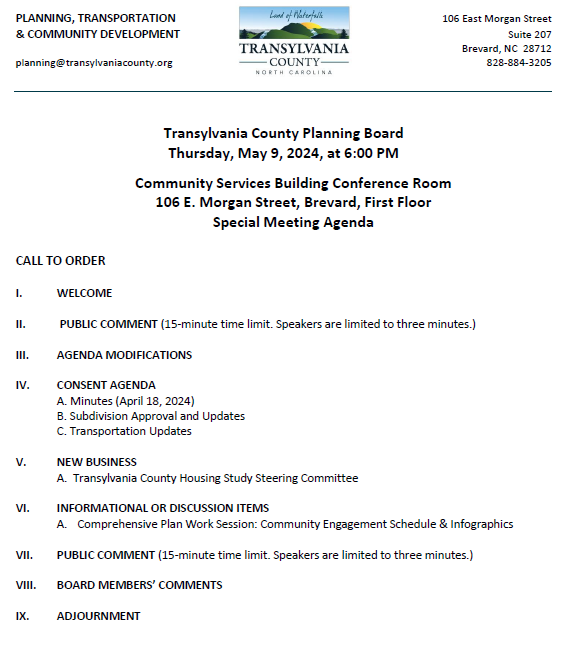 PLANNING, TRANSPORTATION
& COMMUNITY DEVELOPMENT
planning@transylvaniacounty.org
Land of Waterfalls
TRANSYLVANIA
COUNTY
NORTH CAROLINA
106 East Morgan Street
Suite 207
Brevard, NC 28712
828-884-3205
Transylvania County Planning Board
Thursday, May 9, 2024, at 6:00 PM
Community Services Building Conference Room
106 E. Morgan Street, Brevard, First Floor
Special Meeting Agenda
CALL TO ORDER
I. WELCOME
II. PUBLIC COMMENT (15-minute time limit. Speakers are limited to three minutes.)
III. AGENDA MODIFICATIONS
IV. CONSENT AGENDA
A. Minutes (April 18, 2024)
B. Subdivision Approval and Updates
C. Transportation Updates
V. NEW BUSINESS
A. Transylvania County Housing Study Steering Committee
VI. INFORMATIONAL OR DISCUSSION ITEMS
A. Comprehensive Plan Work Session: Community Engagement Schedule & Infographics
VII. PUBLIC COMMENT (15-minute time limit. Speakers are limited to three minutes.)
VIII. BOARD MEMBERS' COMMENTS
IX. ADJOURNMENT